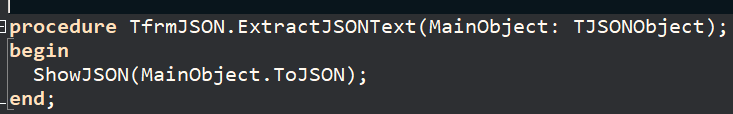 procedure TfrmJSON.ExtractJSONText(MainObject: TJSONObject);
begin
  ShowJSON(MainObject.ToJSON);
end;